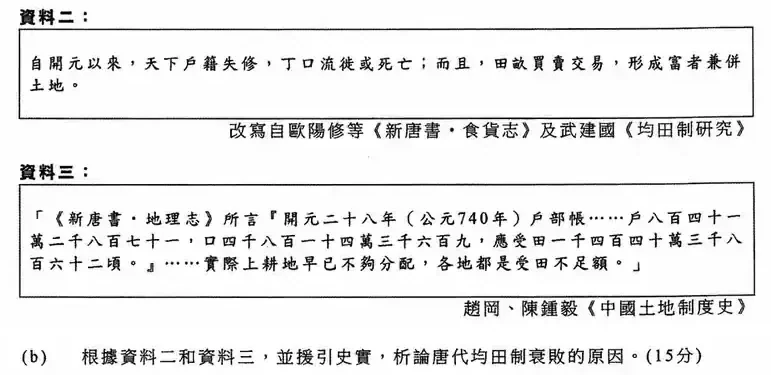 資料二：
自開元以來，天下戶籍失修，丁口流徙或死亡；而且，田畝買賣交易，形成富者兼併
土地。
改寫自歐陽修等《新唐書‧食貨志》及武建國《均田制研究》
資料三：
「《新唐書‧地理志》所言『開元二十八年（公元740年）戶部帳……戶八百四十一
萬二千八百七十一，口四千八百一十四萬三千六百九，應受田一千四百四十萬三千八
百六十二頃。』……實際上耕地早已不夠分配，各地都是受田不足額。」
趙岡、陳鍾毅《中國土地制度史》
(b) 根據資料二和資料三，並援引史實，析論唐代均田制衰敗的原因。(15分)